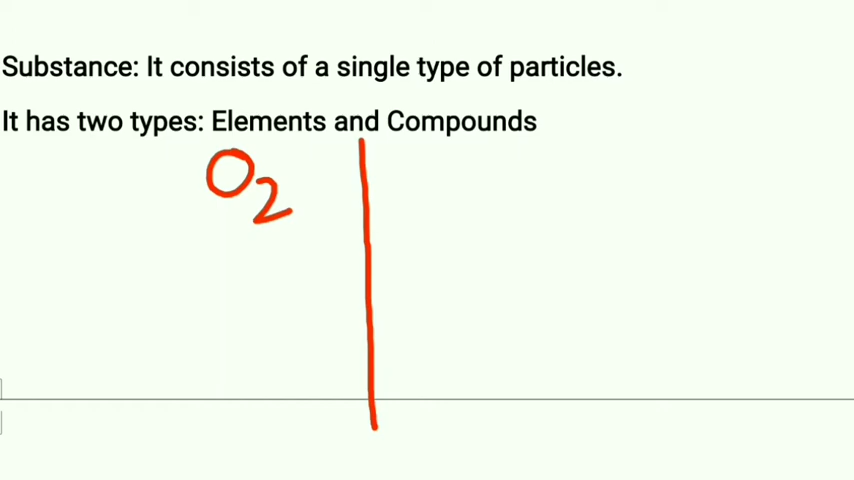 Substance: It consists of a single type of particles.
It has two types: Elements and Compounds
O2